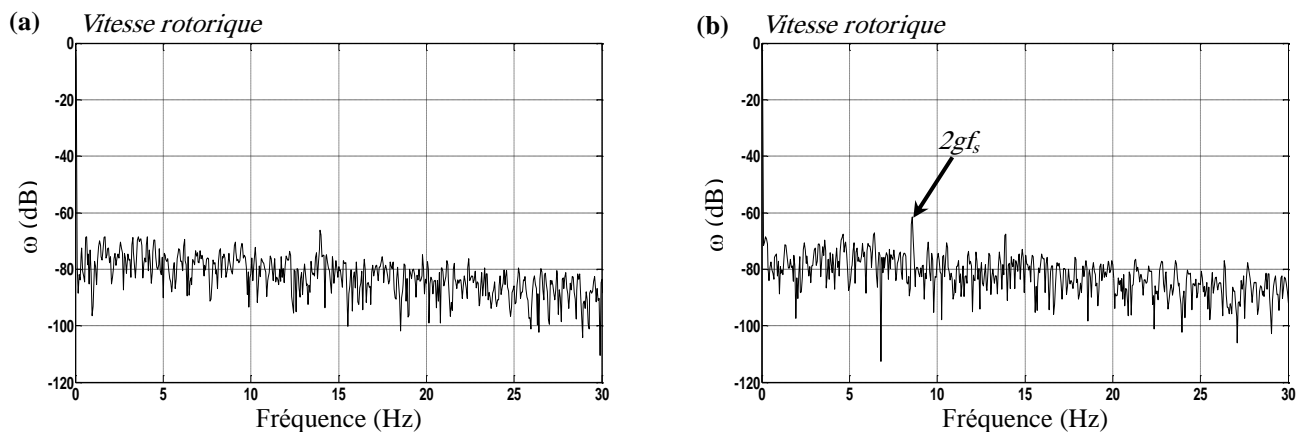 (a) Vitesse rotorique
0
-20
-40
-60
-80
-100
-120
ω (dB)
0 5 10 15 20 25 30
Fréquence (Hz)
(b) Vitesse rotorique
0
-20
-40
-60
-80
-100
-120
ω (dB)
2gfₛ
0 5 10 15 20 25 30
Fréquence (Hz)